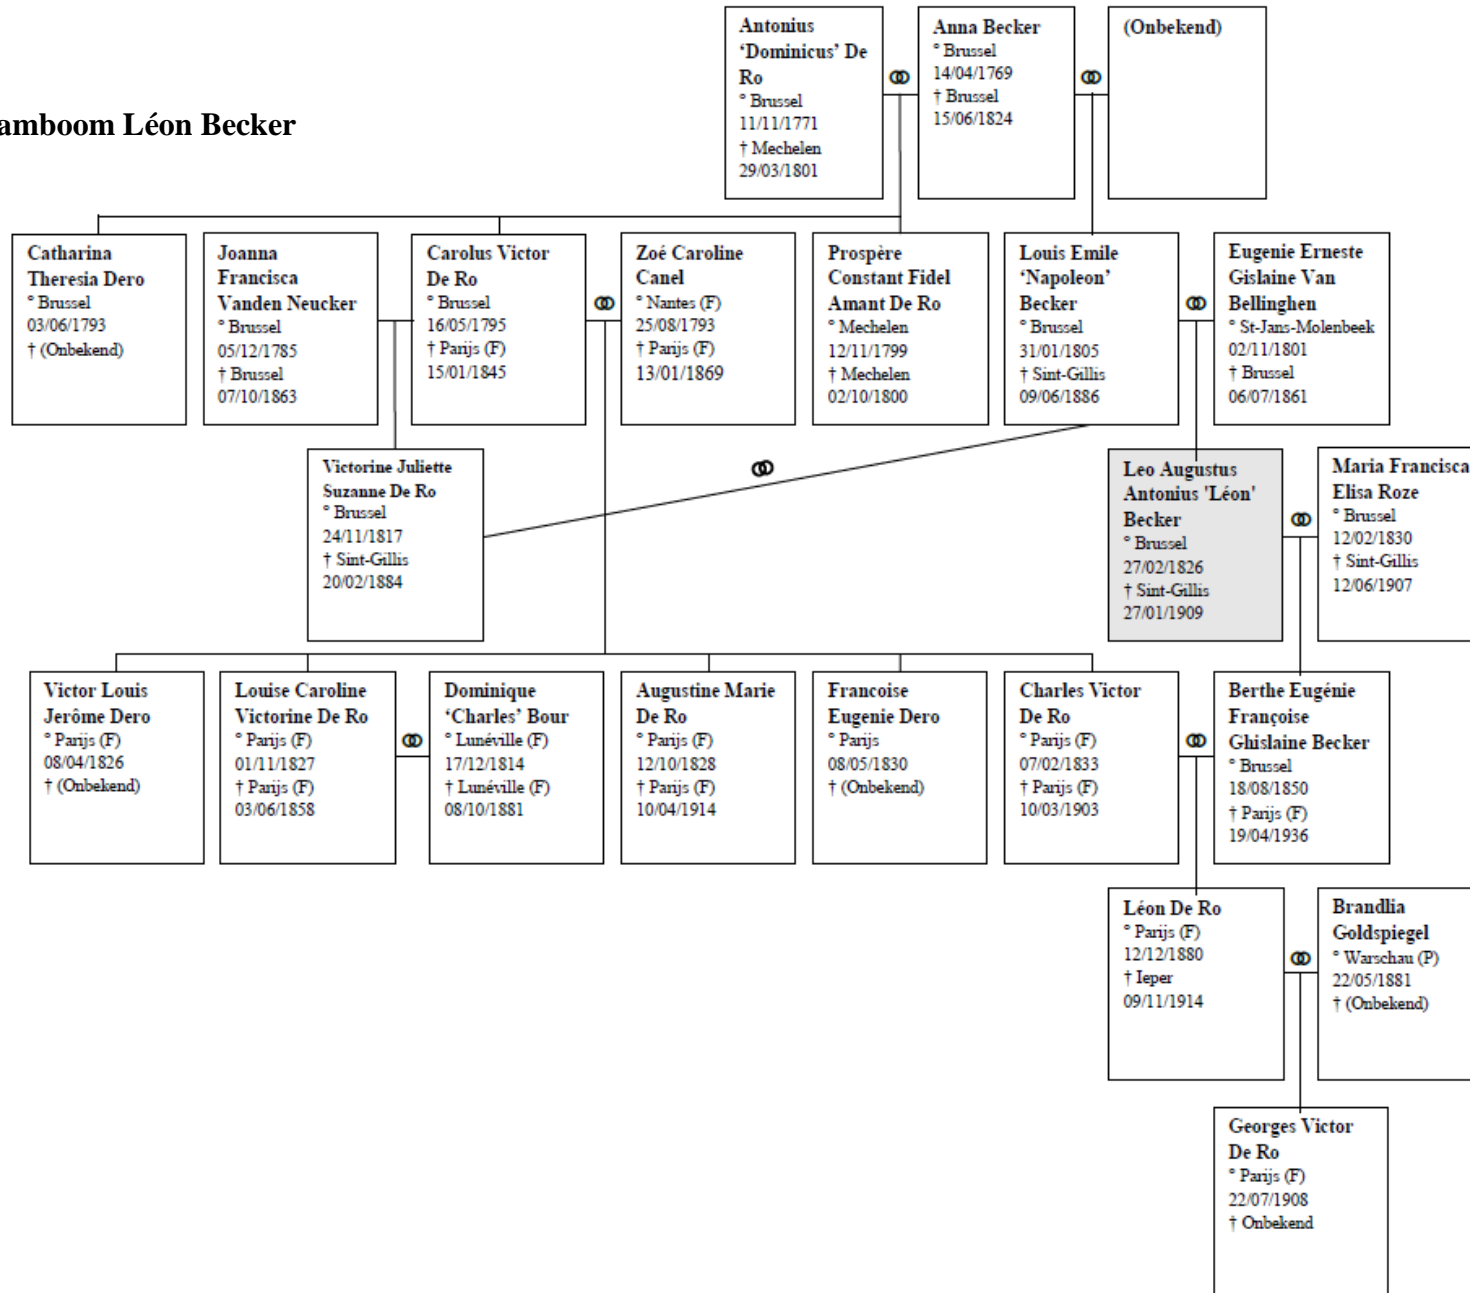 amboom Léon Becker
Antonius
‘Dominicus’ De
Ro
° Brussel
11/11/1771
† Mechelen
29/03/1801
Anna Becker
° Brussel
14/04/1769
† Brussel
15/06/1824
(Onbekend)
Catharina
Theresia Dero
° Brussel
03/06/1793
† (Onbekend)
Joanna
Francisca
Vanden Neucker
° Brussel
05/12/1785
† Brussel
07/10/1863
Carolus Victor
De Ro
° Brussel
16/05/1795
† Parijs (F)
15/01/1845
Zoé Caroline
Canel
° Nantes (F)
25/08/1793
† Parijs (F)
13/01/1869
Prospère
Constant Fidel
Amant De Ro
° Mechelen
12/11/1799
† Mechelen
02/10/1800
Louis Emile
‘Napoleon’
Becker
° Brussel
31/01/1805
† Sint-Gillis
09/06/1886
Eugenie Erneste
Gislaine Van
Bellinghen
° St-Jans-Molenbeek
02/11/1801
† Brussel
06/07/1861
Victorine Juliette
Suzanne De Ro
° Brussel
24/11/1817
† Sint-Gillis
20/02/1884
Leo Augustus
Antonius 'Léon'
Becker
° Brussel
27/02/1826
† Sint-Gillis
27/01/1909
Maria Francisca
Elisa Roze
° Brussel
12/02/1830
† Sint-Gillis
12/06/1907
Victor Louis
Jerôme Dero
° Parijs (F)
08/04/1826
† (Onbekend)
Louise Caroline
Victorine De Ro
° Parijs (F)
01/11/1827
† Parijs (F)
03/06/1858
Dominique
‘Charles’ Bour
° Lunéville (F)
17/12/1814
† Lunéville (F)
08/10/1881
Augustine Marie
De Ro
° Parijs (F)
12/10/1828
† Parijs (F)
10/04/1914
Francoise
Eugenie Dero
° Parijs
08/05/1830
† (Onbekend)
Charles Victor
De Ro
° Parijs (F)
07/02/1833
† Parijs (F)
10/03/1903
Berthe Eugénie
Françoise
Ghislaine Becker
° Brussel
18/08/1850
† Parijs (F)
19/04/1936
Léon De Ro
° Parijs (F)
12/12/1880
† Ieper
09/11/1914
Brandlia
Goldspiegel
° Warschau (P)
22/05/1881
† (Onbekend)
Georges Victor
De Ro
° Parijs (F)
22/07/1908
† Onbekend